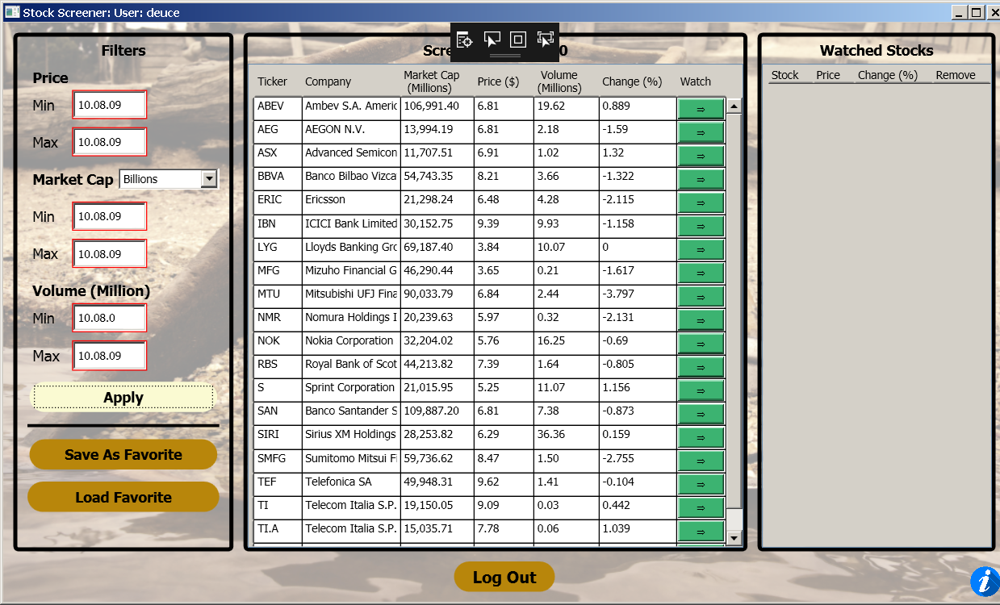 Stock Screener: User: deuce
Filters
Price
Min 10.08.09
Max 10.08.09
Market Cap Billions
Min 10.08.09
Max 10.08.09
Volume (Million)
Min 10.08.0
Max 10.08.09
Apply
Save As Favorite
Load Favorite
Scre 0
Ticker Company Market Cap (Millions) Price ($) Volume (Millions) Change (%) Watch
ABEV Ambev S.A. Americ 106,991.40 6.81 19.62 0.889 ⇒
AEG AEGON N.V. 13,994.19 6.81 2.18 -1.59 ⇒
ASX Advanced Semicon 11,707.51 6.91 1.02 1.32 ⇒
BBVA Banco Bilbao Vizca 54,743.35 8.21 3.66 -1.322 ⇒
ERIC Ericsson 21,298.24 6.48 4.28 -2.115 ⇒
IBN ICICI Bank Limited 30,152.75 9.39 9.93 -1.158 ⇒
LYG Lloyds Banking Grc 69,187.40 3.84 10.07 0 ⇒
MFG Mizuho Financial G 46,290.44 3.65 0.21 -1.617 ⇒
MTU Mitsubishi UFJ Fina 90,033.79 6.84 2.44 -3.797 ⇒
NMR Nomura Holdings I 20,239.63 5.97 0.32 -2.131 ⇒
NOK Nokia Corporation 32,204.02 5.76 16.25 -0.69 ⇒
RBS Royal Bank of Scot 44,213.82 7.39 1.64 -0.805 ⇒
S Sprint Corporation 21,015.95 5.25 11.07 1.156 ⇒
SAN Banco Santander S 109,887.20 6.81 7.38 -0.873 ⇒
SIRI Sirius XM Holdings 28,253.82 6.29 36.36 0.159 ⇒
SMFG Sumitomo Mitsui Fi 59,736.62 8.47 1.50 -2.755 ⇒
TEF Telefonica SA 49,948.31 9.62 1.41 -0.104 ⇒
TI Telecom Italia S.P. 19,150.05 9.09 0.03 0.442 ⇒
TI.A Telecom Italia S.P. 15,035.71 7.78 0.06 1.039 ⇒
Watched Stocks
Stock Price Change (%) Remove
Log Out
i